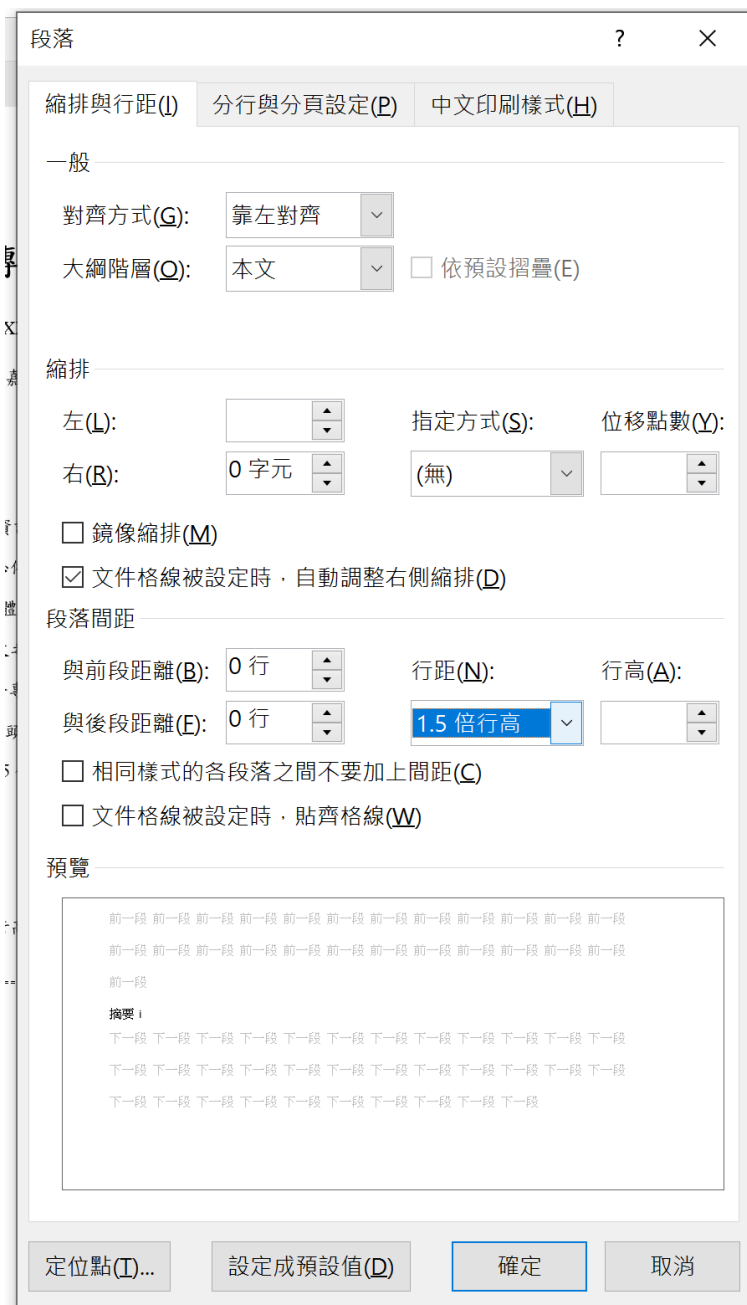 段落 ?
縮排與行距(I) 分行與分頁設定(P) 中文印刷樣式(H)
一般
對齊方式(G): 靠左對齊
大綱階層(O): 本文 依預設摺疊(E)
縮排
左(L): 指定方式(S): 位移點數(Y):
右(R): 0 字元 (無)
鏡像縮排(M)
文件格線被設定時，自動調整右側縮排(D)
段落間距
與前段距離(B): 0 行 行距(N): 行高(A):
與後段距離(F): 0 行 1.5 倍行高
相同樣式的各段落之間不要加上間距(C)
文件格線被設定時，貼齊格線(W)
預覽
前一段 前一段 前一段 前一段 前一段 前一段 前一段 前一段 前一段 前一段 前一段 前一段
前一段 前一段 前一段 前一段 前一段 前一段 前一段 前一段 前一段 前一段 前一段 前一段
前一段
摘要 i
下一段 下一段 下一段 下一段 下一段 下一段 下一段 下一段 下一段 下一段 下一段 下一段
下一段 下一段 下一段 下一段 下一段 下一段 下一段 下一段 下一段 下一段 下一段 下一段
下一段 下一段 下一段 下一段 下一段 下一段 下一段 下一段 下一段 下一段
定位點(T)... 設定成預設值(D) 確定 取消